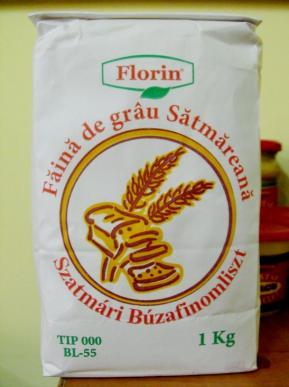 Florin®
Făină de grâu Sătmăreană
Szatmári Búzafinomliszt
TIP 000
BL-55
1 Kg